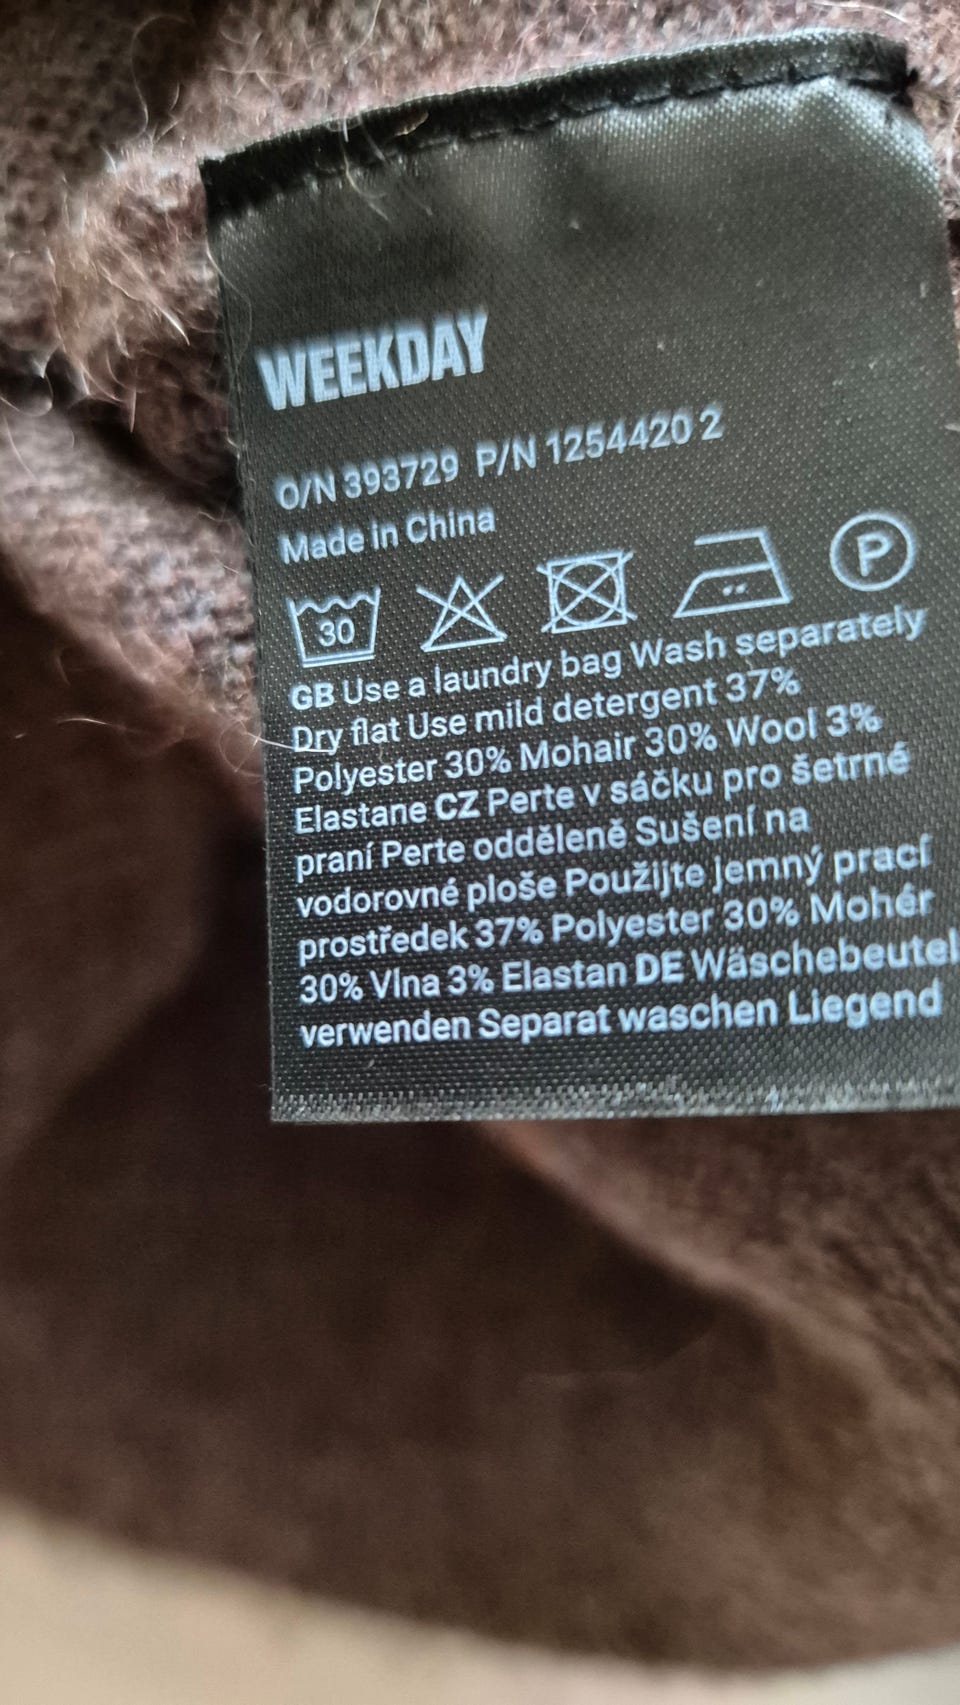 WEEKDAY
O/N 393729 P/N 1254420 2
Made in China
30 P
GB Use a laundry bag Wash separately
Dry flat Use mild detergent 37%
Polyester 30% Mohair 30% Wool 3%
Elastane CZ Perte v sáčku pro šetrné
praní Perte odděleně Sušení na
vodorovné ploše Použijte jemný prací
prostředek 37% Polyester 30% Mohér
30% Vlna 3% Elastan DE Wäschebeutel
verwenden Separat waschen Liegend